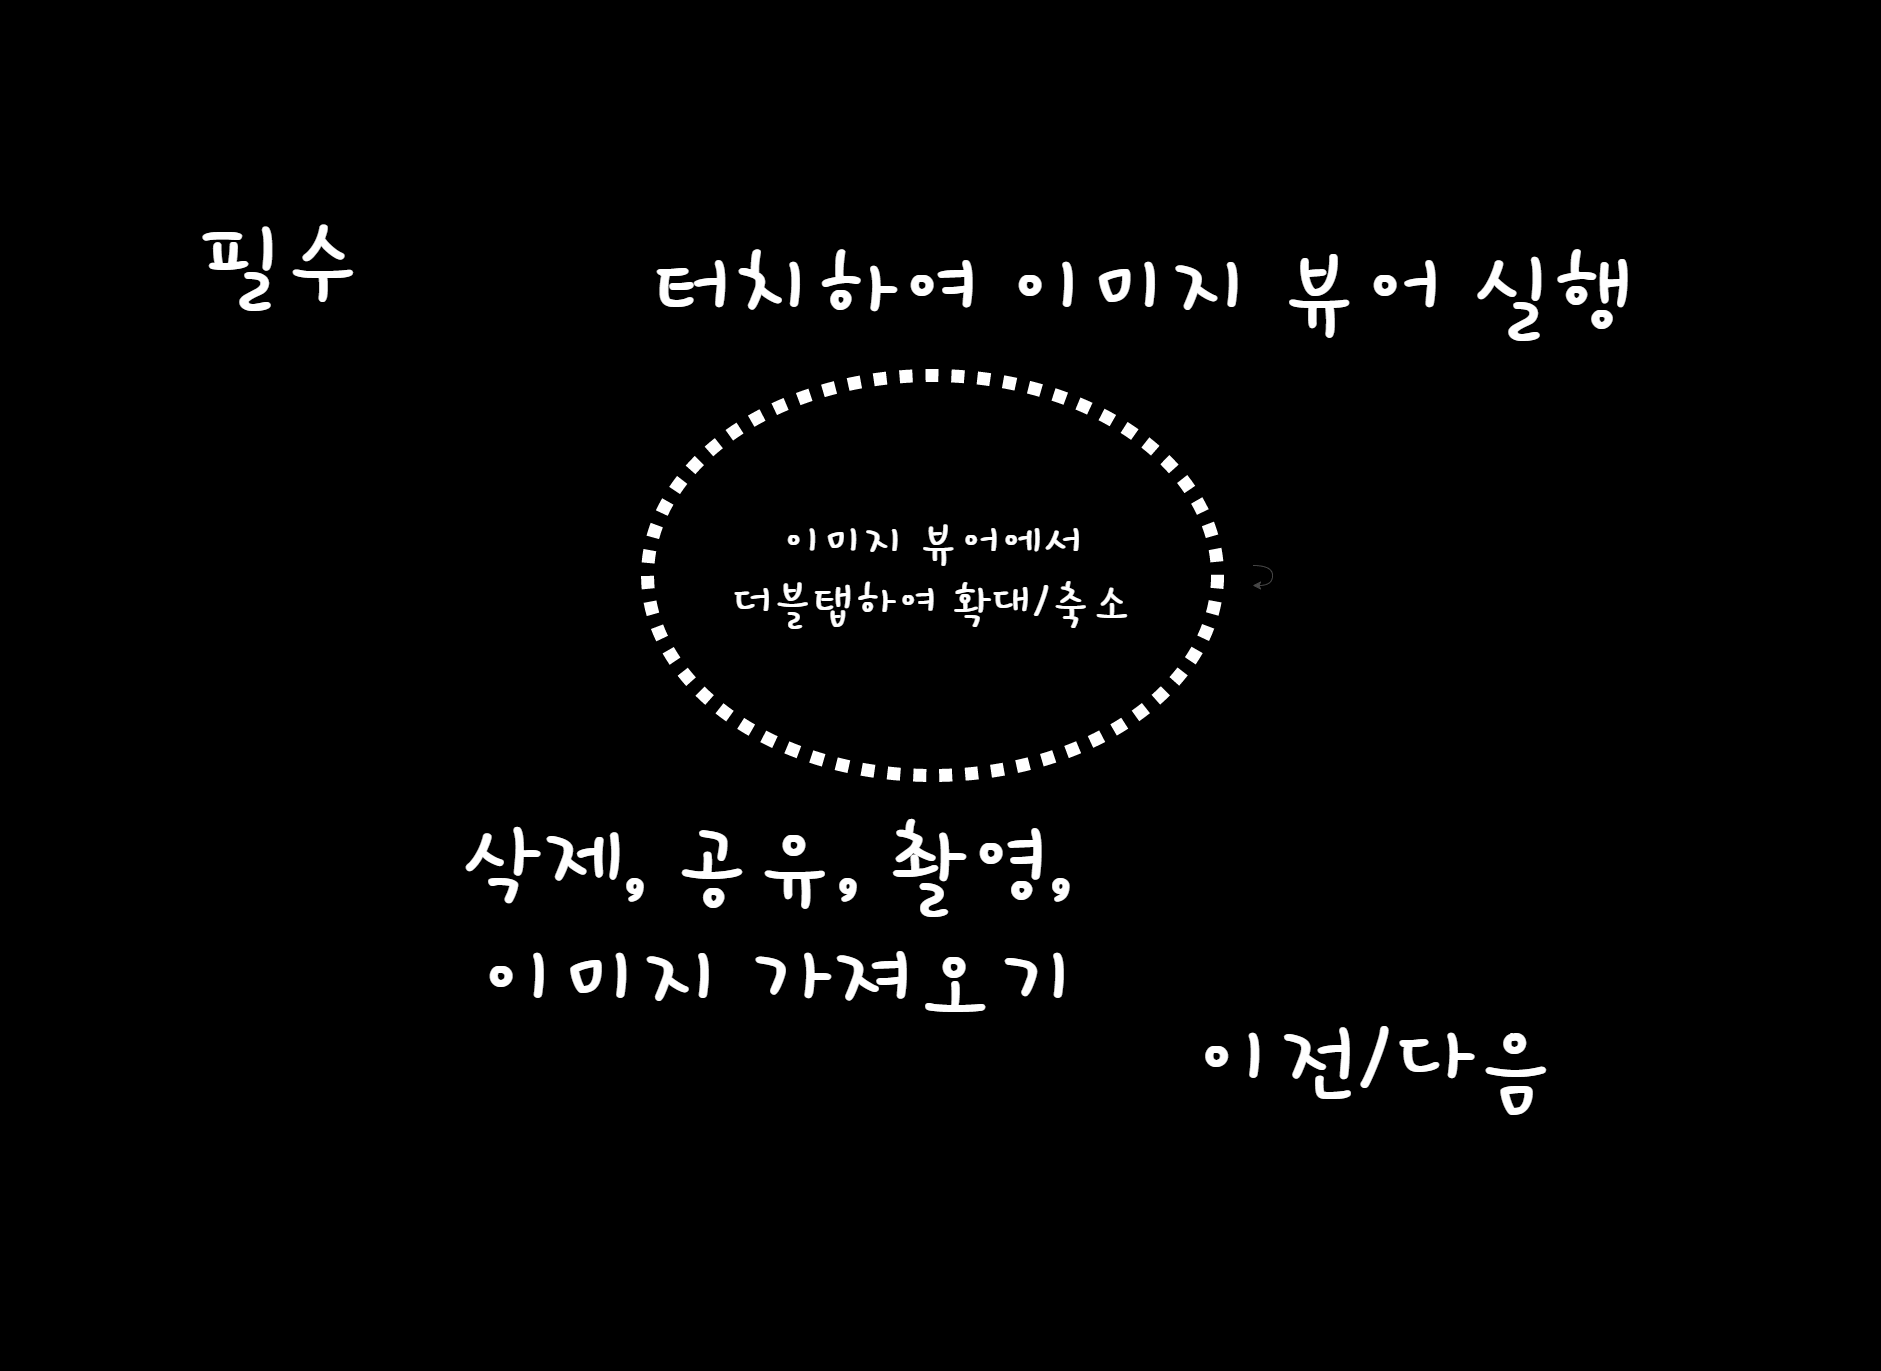 필수
터치하여 이미지 뷰어 실행
이미지 뷰어에서
더블탭하여 확대/축소
삭제, 공유, 촬영,
이미지 가져오기
이전/다음